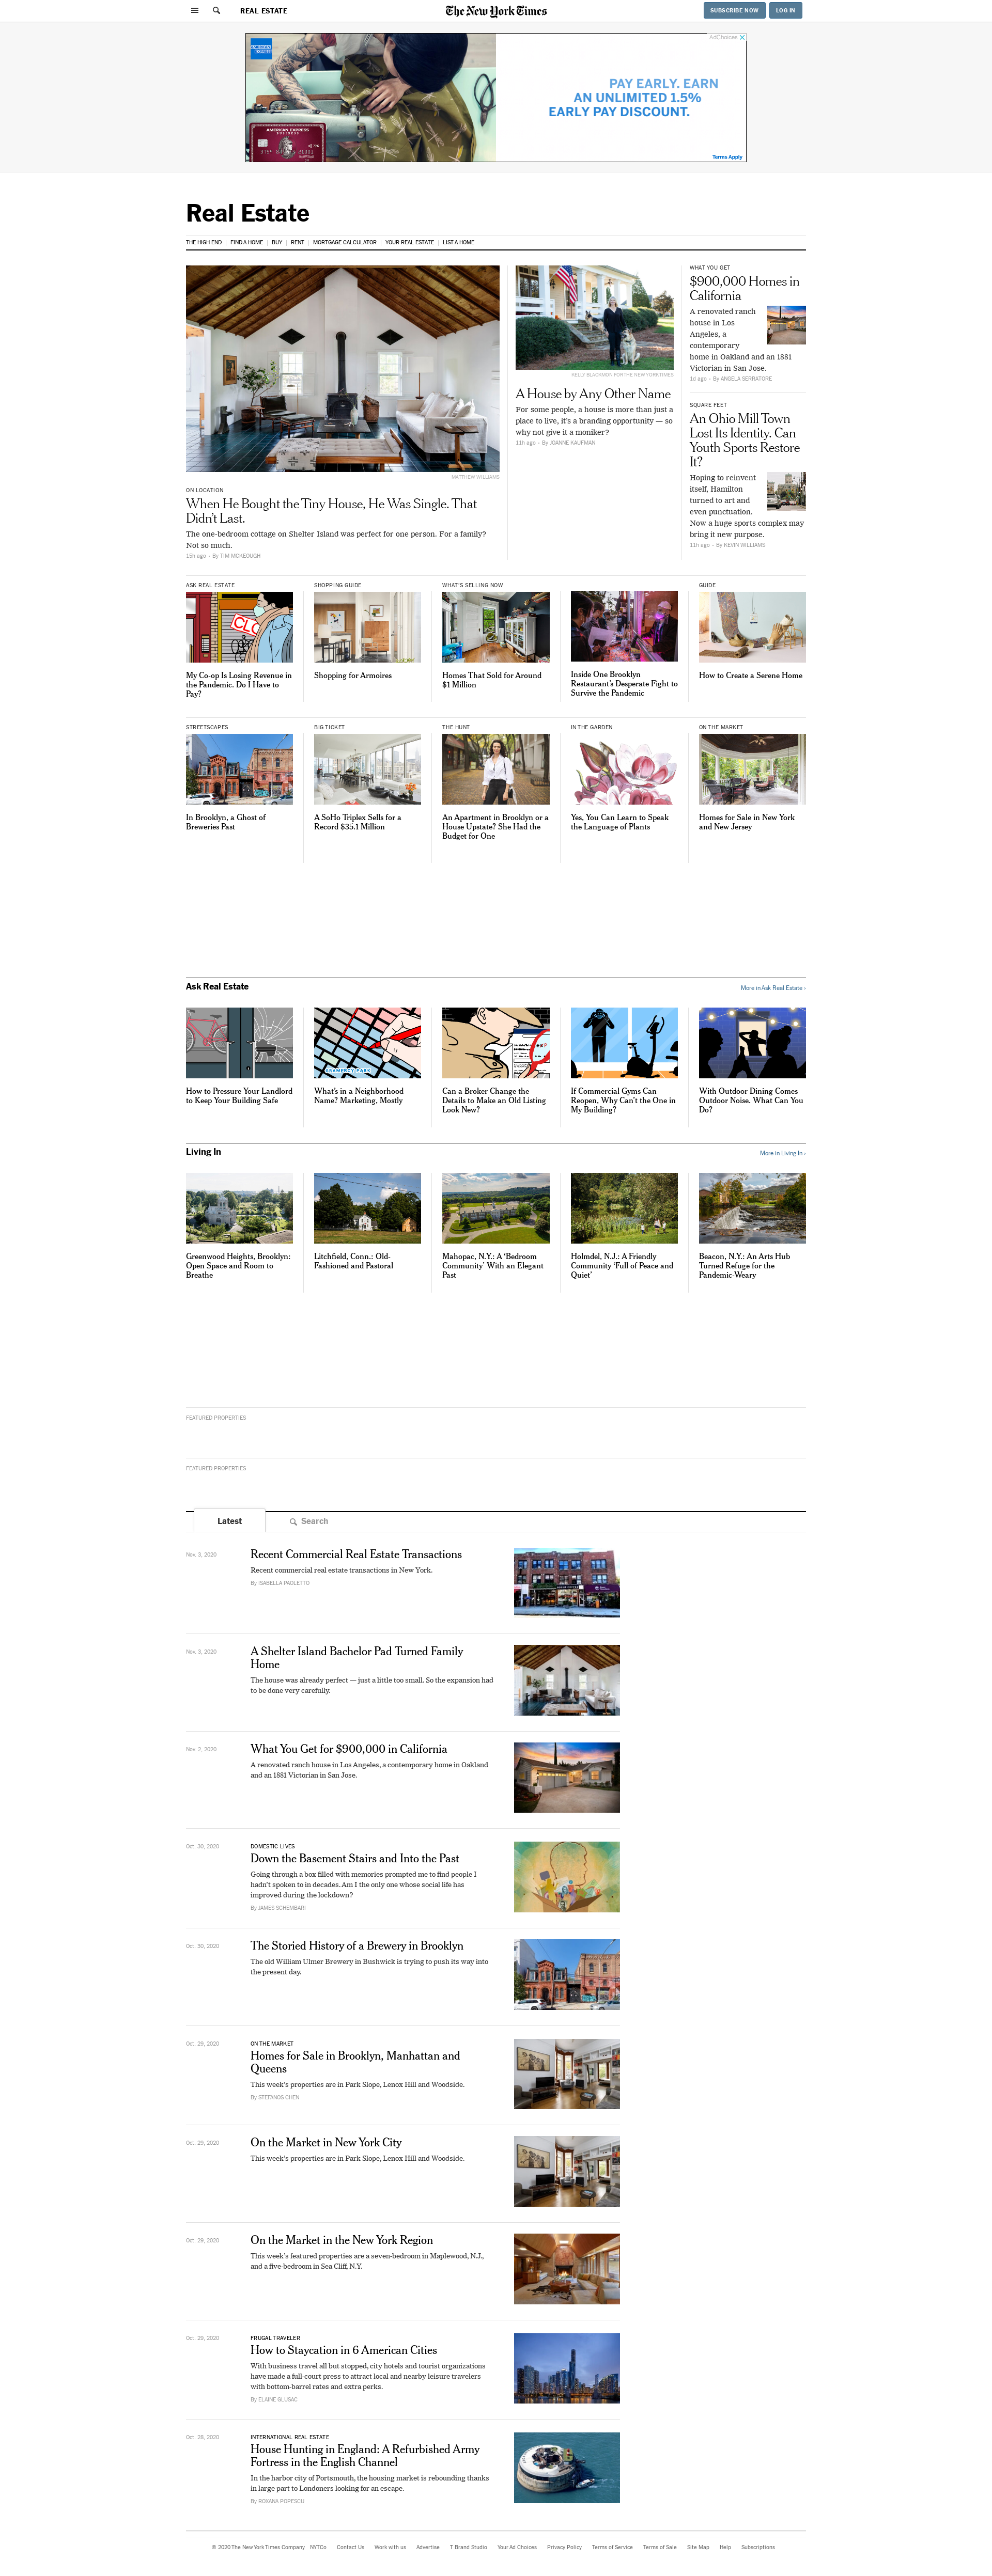 REAL ESTATE
The New York Times
SUBSCRIBE NOW
LOG IN
AdChoices
AMERICAN EXPRESS
PAY EARLY. EARN
AN UNLIMITED 1.5%
EARLY PAY DISCOUNT.
Terms Apply
Real Estate
THE HIGH END | FIND A HOME | BUY | RENT | MORTGAGE CALCULATOR | YOUR REAL ESTATE | LIST A HOME
MATTHEW WILLIAMS
ON LOCATION
When He Bought the Tiny House, He Was Single. That
Didn't Last.
The one-bedroom cottage on Shelter Island was perfect for one person. For a family?
Not so much.
15h ago - By TIM MCKEOUGH
KELLY BLACKMON FOR THE NEW YORK TIMES
A House by Any Other Name
For some people, a house is more than just a
place to live, it's a branding opportunity — so
why not give it a moniker?
11h ago - By JOANNE KAUFMAN
WHAT YOU GET
$900,000 Homes in
California
A renovated ranch
house in Los
Angeles, a
contemporary
home in Oakland and an 1881
Victorian in San Jose.
1d ago - By ANGELA SERRATORE
SQUARE FEET
An Ohio Mill Town
Lost Its Identity. Can
Youth Sports Restore
It?
Hoping to reinvent
itself, Hamilton
turned to art and
even punctuation.
Now a huge sports complex may
bring it new purpose.
11h ago - By KEVIN WILLIAMS
ASK REAL ESTATE
My Co-op Is Losing Revenue in
the Pandemic. Do I Have to
Pay?
SHOPPING GUIDE
Shopping for Armoires
WHAT'S SELLING NOW
Homes That Sold for Around
$1 Million
Inside One Brooklyn
Restaurant's Desperate Fight to
Survive the Pandemic
GUIDE
How to Create a Serene Home
STREETSCAPES
In Brooklyn, a Ghost of
Breweries Past
BIG TICKET
A SoHo Triplex Sells for a
Record $35.1 Million
THE HUNT
An Apartment in Brooklyn or a
House Upstate? She Had the
Budget for One
IN THE GARDEN
Yes, You Can Learn to Speak
the Language of Plants
ON THE MARKET
Homes for Sale in New York
and New Jersey
Ask Real Estate
More in Ask Real Estate ›
How to Pressure Your Landlord
to Keep Your Building Safe
GRAMERCY PARK
What's in a Neighborhood
Name? Marketing, Mostly
Can a Broker Change the
Details to Make an Old Listing
Look New?
If Commercial Gyms Can
Reopen, Why Can't the One in
My Building?
With Outdoor Dining Comes
Outdoor Noise. What Can You
Do?
Living In
More in Living In ›
Greenwood Heights, Brooklyn:
Open Space and Room to
Breathe
Litchfield, Conn.: Old-
Fashioned and Pastoral
Mahopac, N.Y.: A 'Bedroom
Community' With an Elegant
Past
Holmdel, N.J.: A Friendly
Community 'Full of Peace and
Quiet'
Beacon, N.Y.: An Arts Hub
Turned Refuge for the
Pandemic-Weary
FEATURED PROPERTIES
FEATURED PROPERTIES
Latest
Search
Nov. 3, 2020
Recent Commercial Real Estate Transactions
Recent commercial real estate transactions in New York.
By ISABELLA PAOLETTO
Nov. 3, 2020
A Shelter Island Bachelor Pad Turned Family
Home
The house was already perfect — just a little too small. So the expansion had
to be done very carefully.
Nov. 2, 2020
What You Get for $900,000 in California
A renovated ranch house in Los Angeles, a contemporary home in Oakland
and an 1881 Victorian in San Jose.
Oct. 30, 2020
DOMESTIC LIVES
Down the Basement Stairs and Into the Past
Going through a box filled with memories prompted me to find people I
hadn't spoken to in decades. Am I the only one whose social life has
improved during the lockdown?
By JAMES SCHEMBARI
Oct. 30, 2020
The Storied History of a Brewery in Brooklyn
The old William Ulmer Brewery in Bushwick is trying to push its way into
the present day.
Oct. 29, 2020
ON THE MARKET
Homes for Sale in Brooklyn, Manhattan and
Queens
This week's properties are in Park Slope, Lenox Hill and Woodside.
By STEFANOS CHEN
Oct. 29, 2020
On the Market in New York City
This week's properties are in Park Slope, Lenox Hill and Woodside.
Oct. 29, 2020
On the Market in the New York Region
This week's featured properties are a seven-bedroom in Maplewood, N.J.,
and a five-bedroom in Sea Cliff, N.Y.
Oct. 29, 2020
FRUGAL TRAVELER
How to Staycation in 6 American Cities
With business travel all but stopped, city hotels and tourist organizations
have made a full-court press to attract local and nearby leisure travelers
with bottom-barrel rates and extra perks.
By ELAINE GLUSAC
Oct. 28, 2020
INTERNATIONAL REAL ESTATE
House Hunting in England: A Refurbished Army
Fortress in the English Channel
In the harbor city of Portsmouth, the housing market is rebounding thanks
in large part to Londoners looking for an escape.
By ROXANA POPESCU
© 2020 The New York Times Company NYTCo Contact Us Work with us Advertise T Brand Studio Your Ad Choices Privacy Policy Terms of Service Terms of Sale Site Map Help Subscriptions